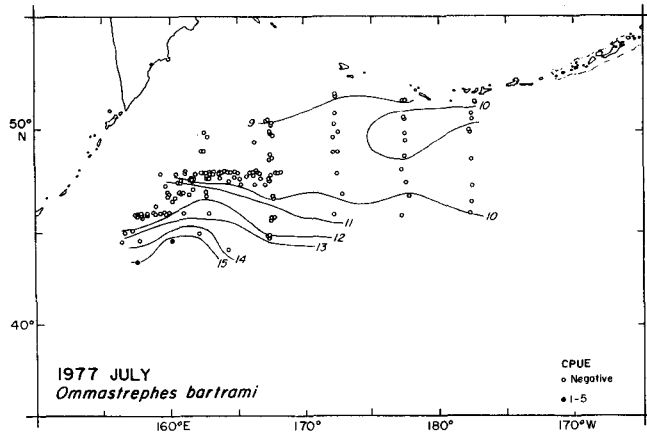 9
10
50°
N
10
11
12
13
14
15
40°
1977 JULY
Ommastrephes bartrami
CPUE
○ Negative
● 1-5
160°E
170°
180°
170°W